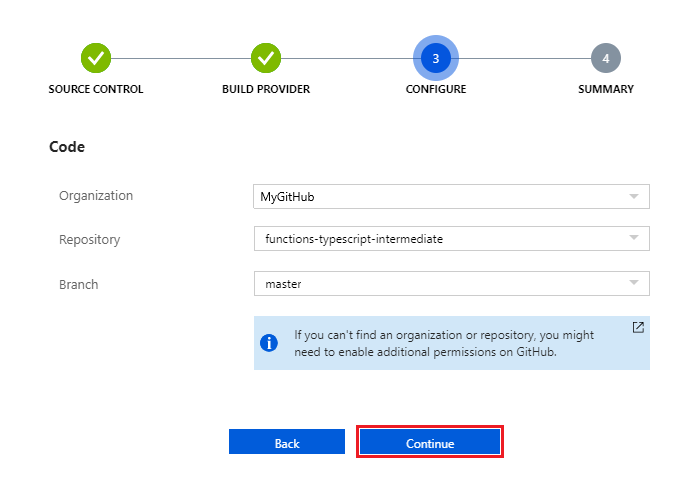 3
4
SOURCE CONTROL
BUILD PROVIDER
CONFIGURE
SUMMARY
Code
Organization
MyGitHub
Repository
functions-typescript-intermediate
Branch
master
If you can't find an organization or repository, you might
need to enable additional permissions on GitHub.
Back
Continue